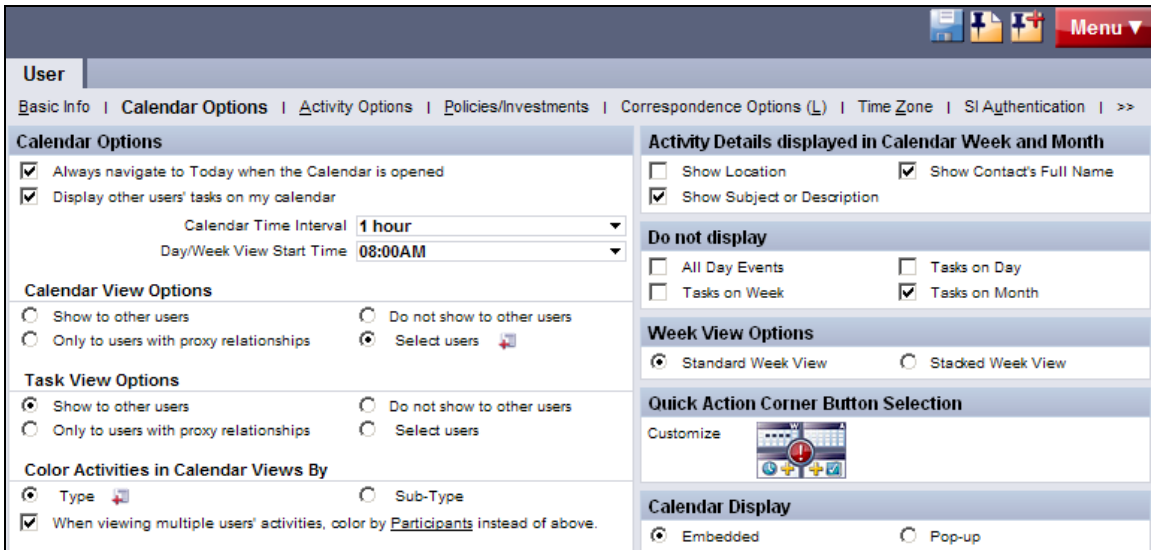 Menu ▼
User
Basic Info | Calendar Options | Activity Options | Policies/Investments | Correspondence Options (L) | Time Zone | SI Authentication | >>
Calendar Options
Always navigate to Today when the Calendar is opened
Display other users' tasks on my calendar
Calendar Time Interval 1 hour
Day/Week View Start Time 08:00AM
Calendar View Options
Show to other users Do not show to other users
Only to users with proxy relationships Select users
Task View Options
Show to other users Do not show to other users
Only to users with proxy relationships Select users
Color Activities in Calendar Views By
Type Sub-Type
When viewing multiple users' activities, color by Participants instead of above.
Activity Details displayed in Calendar Week and Month
Show Location Show Contact's Full Name
Show Subject or Description
Do not display
All Day Events Tasks on Day
Tasks on Week Tasks on Month
Week View Options
Standard Week View Stacked Week View
Quick Action Corner Button Selection
Customize
W A
Calendar Display
Embedded Pop-up